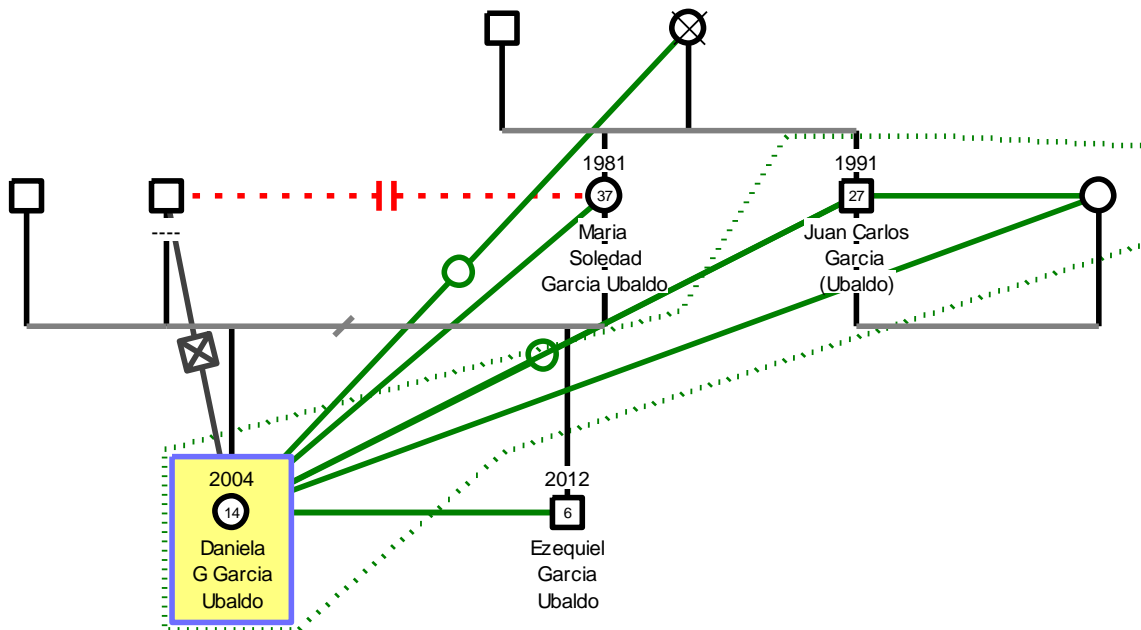 1981
37
Maria
Soledad
Garcia Ubaldo
1991
27
Juan Carlos
Garcia
(Ubaldo)
2004
14
Daniela
G Garcia
Ubaldo
2012
6
Ezequiel
Garcia
Ubaldo